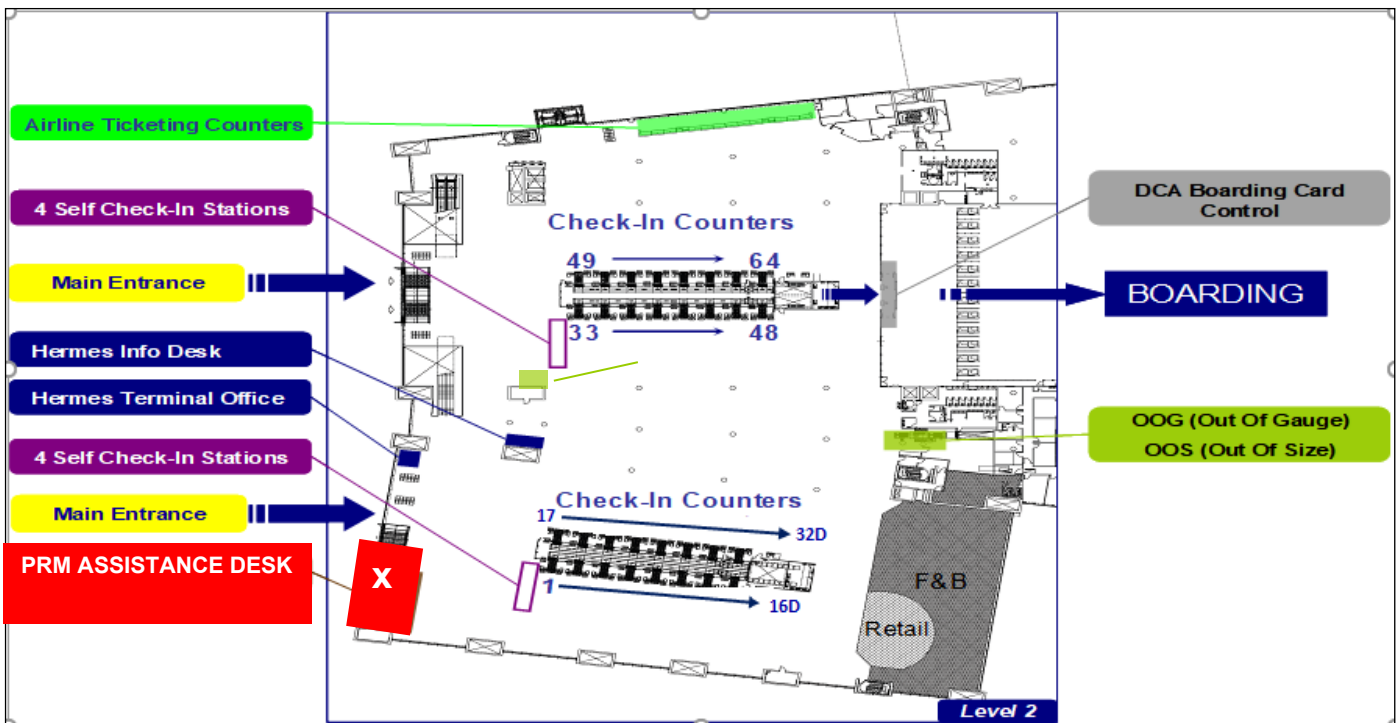 Airline Ticketing Counters
4 Self Check-In Stations
Main Entrance
Hermes Info Desk
Hermes Terminal Office
4 Self Check-In Stations
Main Entrance
PRM ASSISTANCE DESK
X
Check-In Counters
49
64
33
48
Check-In Counters
17
32D
1
16D
DCA Boarding Card
Control
BOARDING
OOG (Out Of Gauge)
OOS (Out Of Size)
F&B
Retail
Level 2